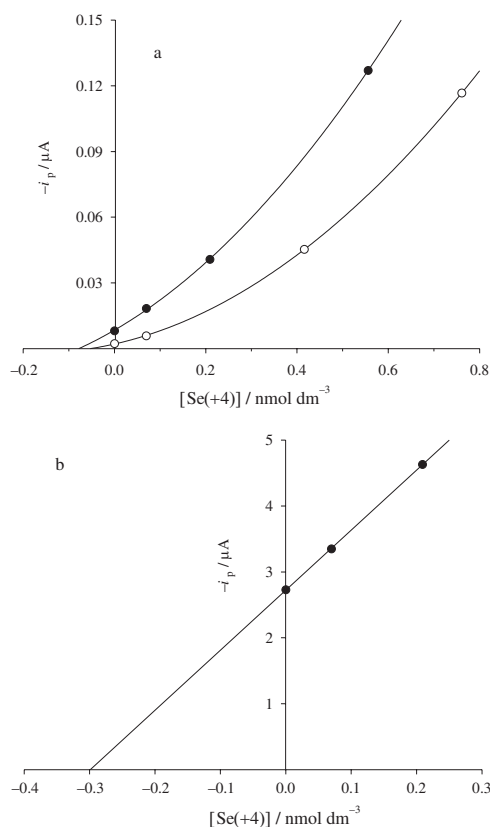 0.15
a
0.12
0.09
−i p / μA
0.06
0.03
−0.2 0.0 0.2 0.4 0.6 0.8
[Se(+4)] / nmol dm−3
5
b
4
−i p / μA
3
2
1
−0.4 −0.3 −0.2 −0.1 0.0 0.1 0.2 0.3
[Se(+4)] / nmol dm−3